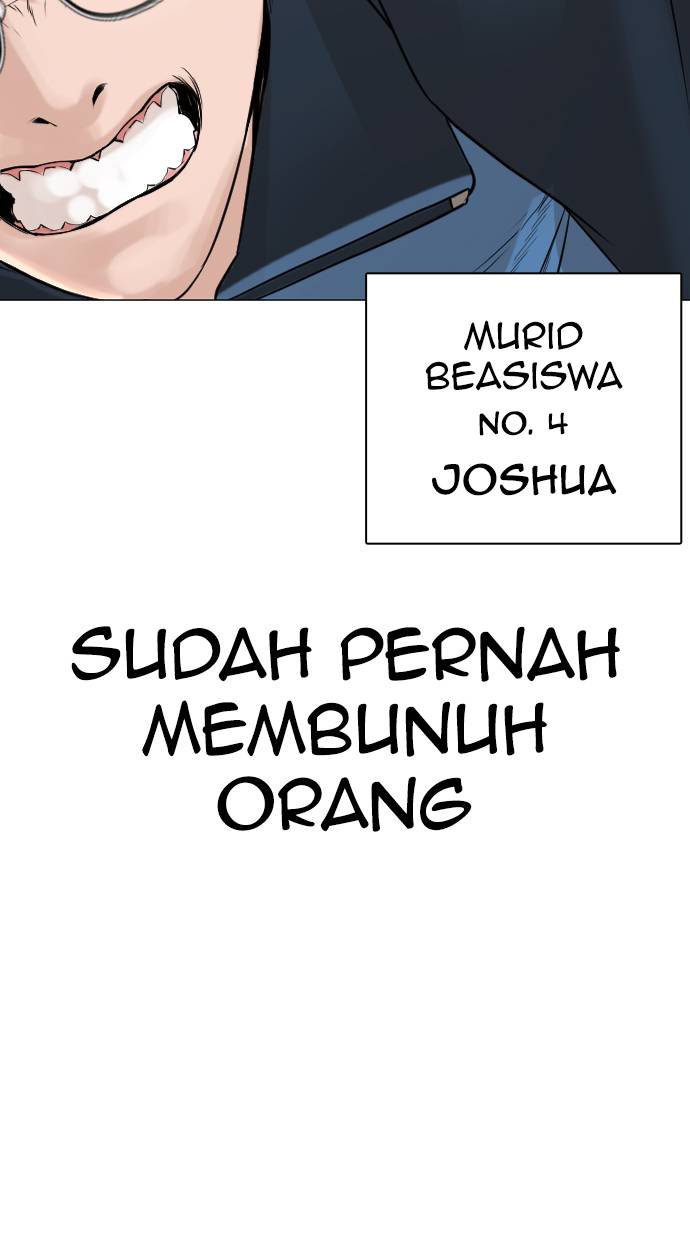 MURID
BEASISWA
NO. 4
JOSHUA
SUDAH PERNAH
MEMBUNUH
ORANG